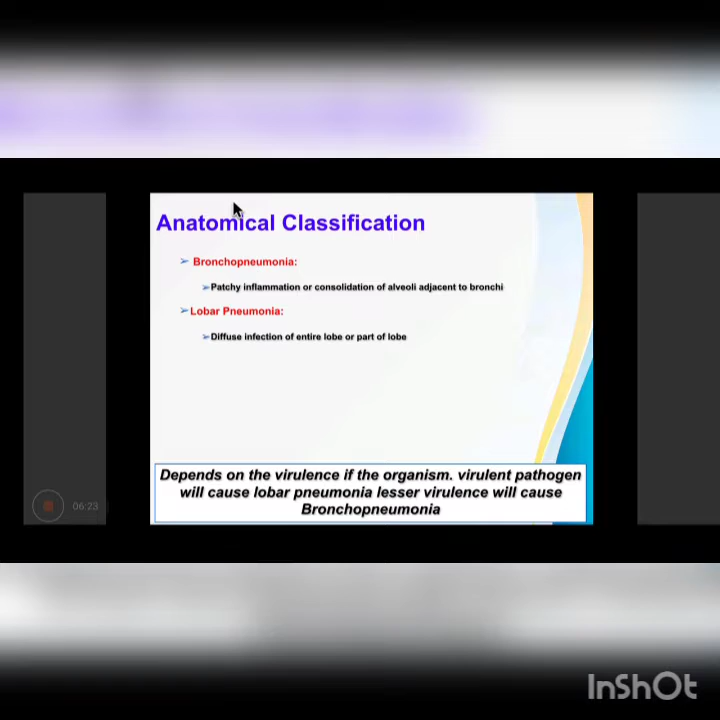 Anatomical Classification
➢ Bronchopneumonia:
➢Patchy inflammation or consolidation of alveoli adjacent to bronchi
➢Lobar Pneumonia:
➢Diffuse infection of entire lobe or part of lobe
Depends on the virulence if the organism. virulent pathogen
will cause lobar pneumonia lesser virulence will cause
Bronchopneumonia
06:23
InShOt